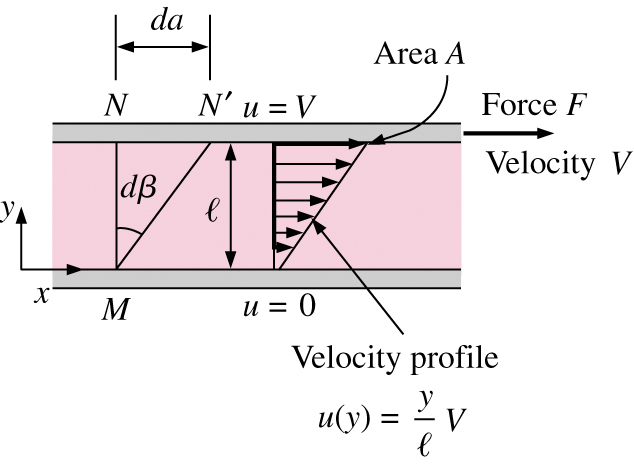 da
Area A
N
N′ u = V
Force F
Velocity V
dβ
ℓ
y
x
M
u = 0
Velocity profile
u(y) = y/ℓ V